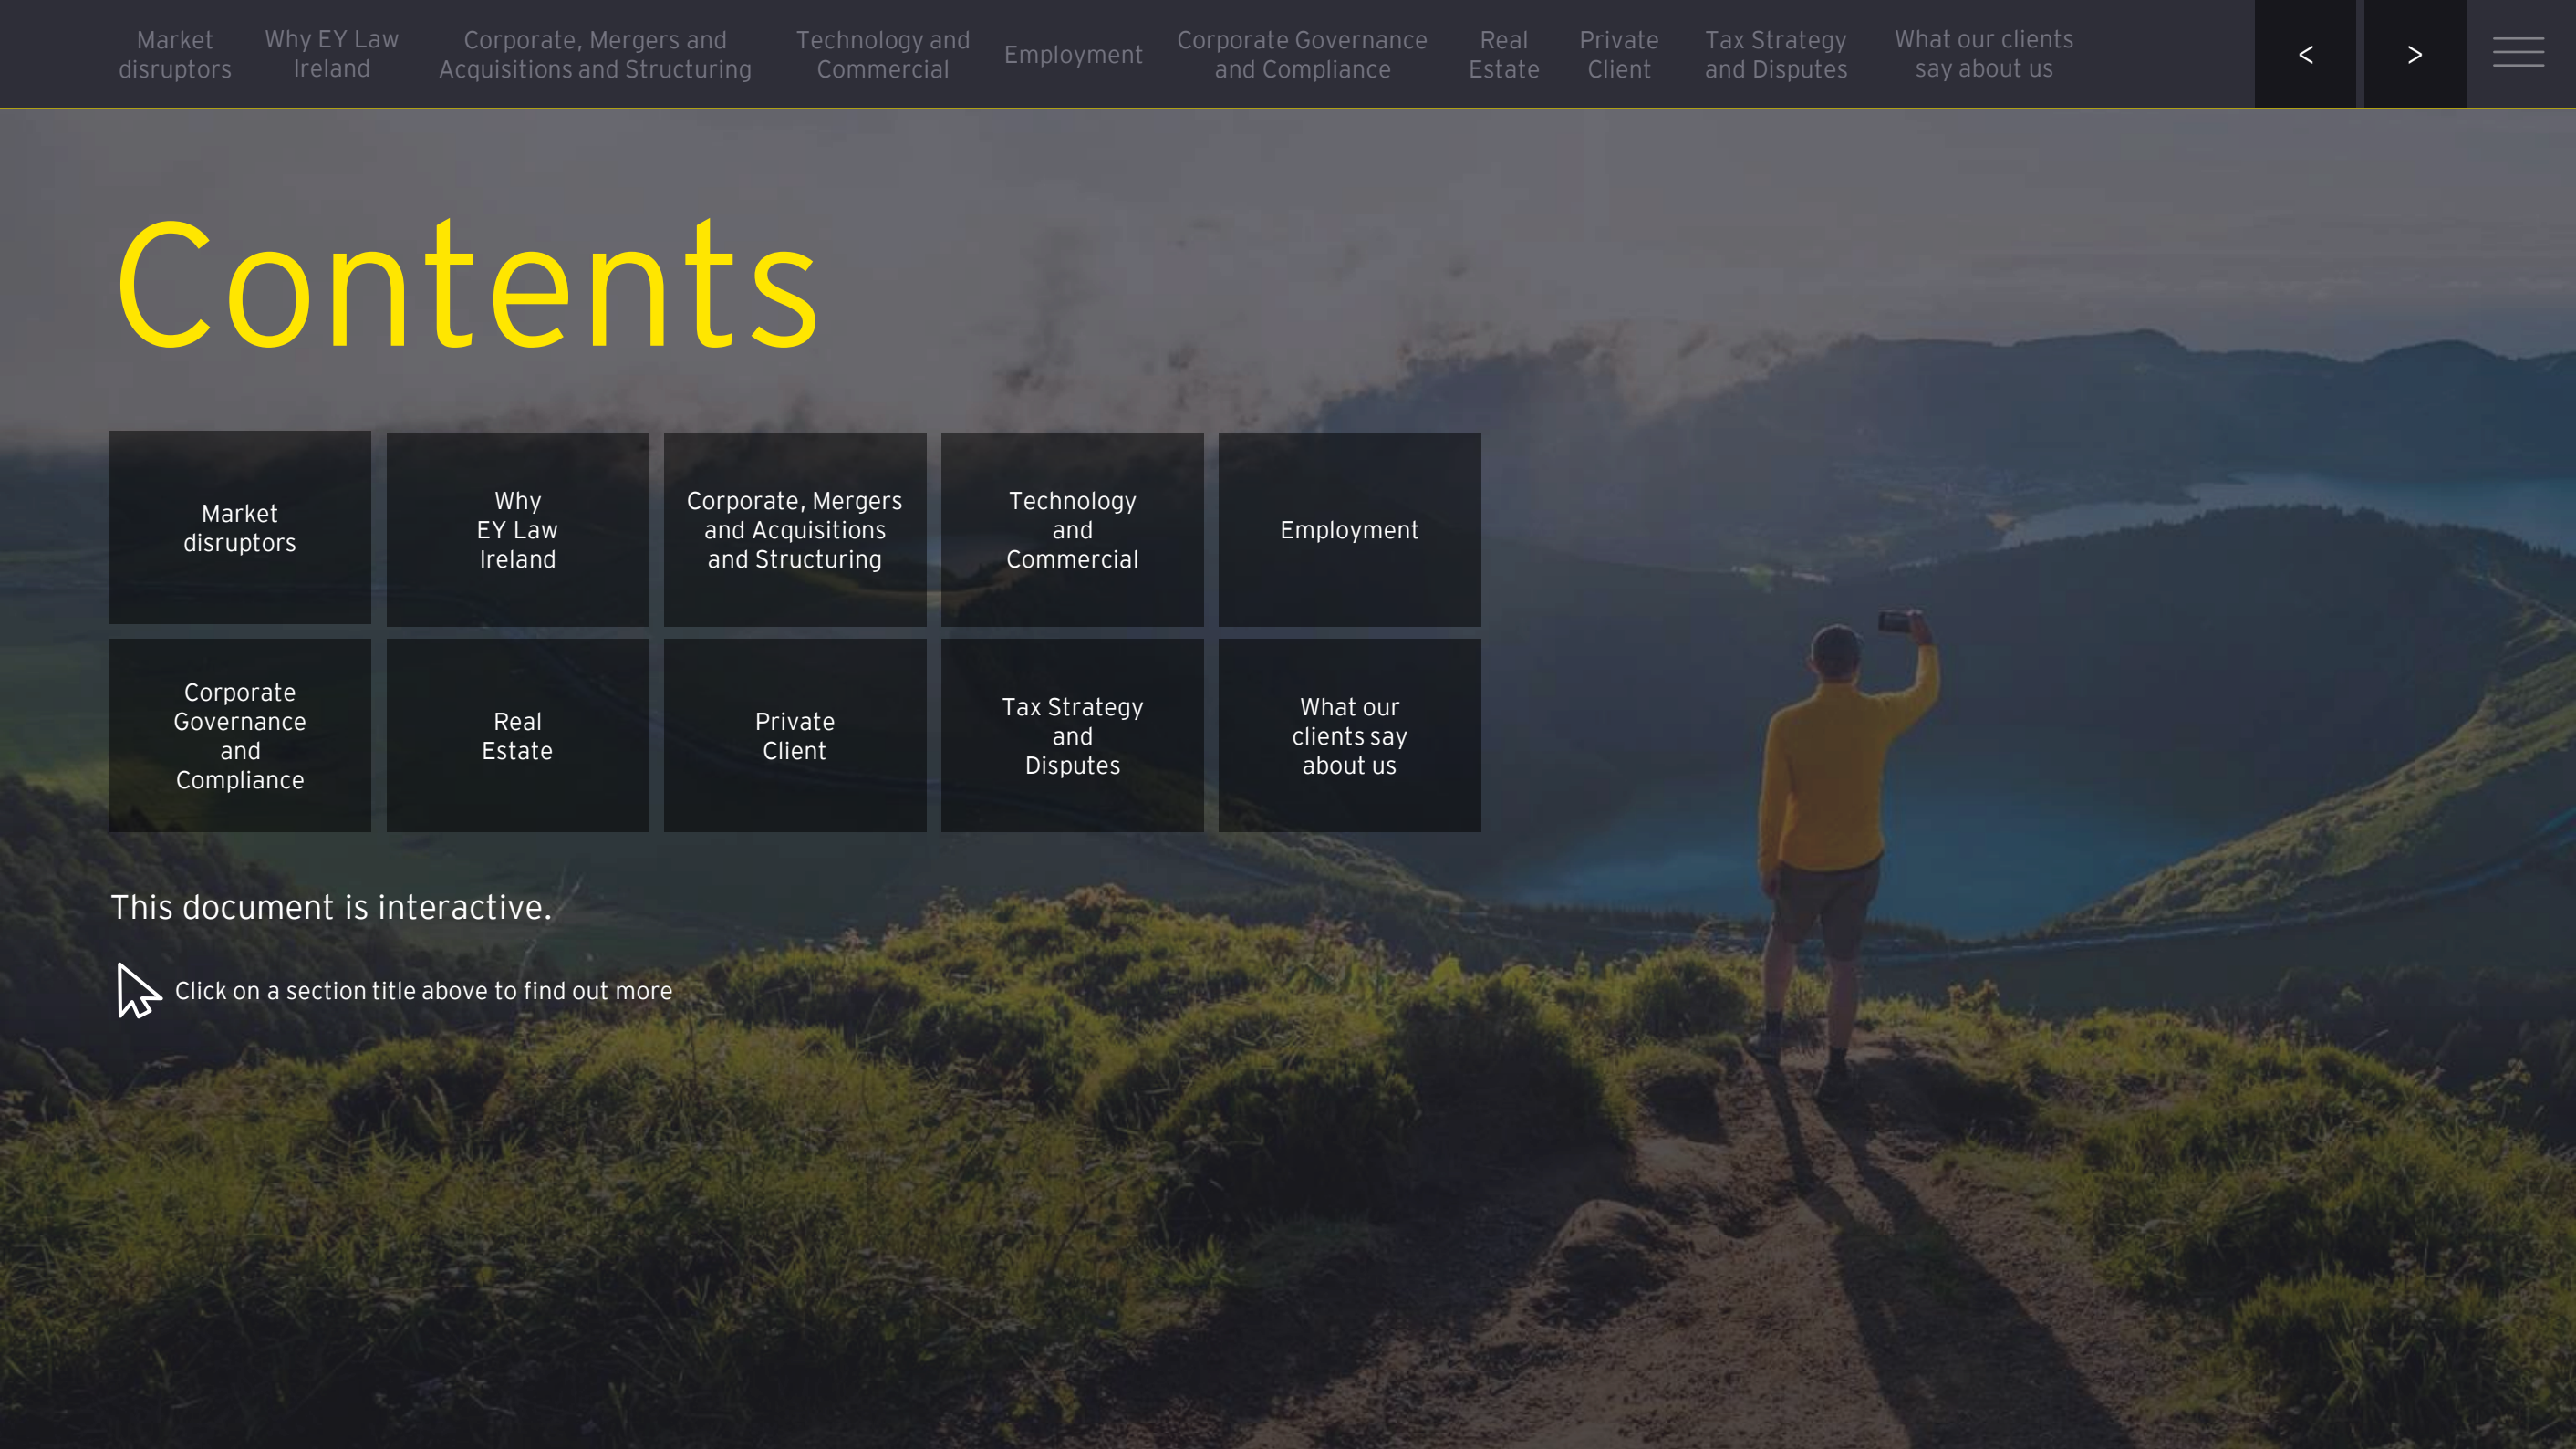 Market
disruptors
Why EY Law
Ireland
Corporate, Mergers and
Acquisitions and Structuring
Technology and
Commercial
Employment
Corporate Governance
and Compliance
Real
Estate
Private
Client
Tax Strategy
and Disputes
What our clients
say about us
<
>
Contents
Market
disruptors
Why
EY Law
Ireland
Corporate, Mergers
and Acquisitions
and Structuring
Technology
and
Commercial
Employment
Corporate
Governance
and
Compliance
Real
Estate
Private
Client
Tax Strategy
and
Disputes
What our
clients say
about us
This document is interactive.
Click on a section title above to find out more